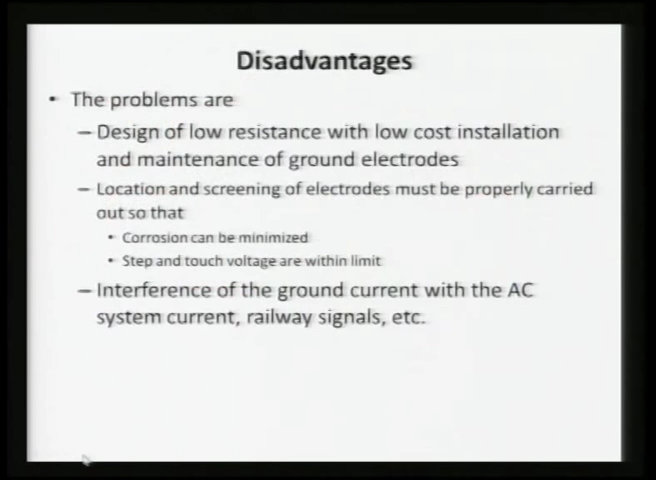 Disadvantages
• The problems are
– Design of low resistance with low cost installation
and maintenance of ground electrodes
– Location and screening of electrodes must be properly carried
out so that
• Corrosion can be minimized
• Step and touch voltage are within limit
– Interference of the ground current with the AC
system current, railway signals, etc.